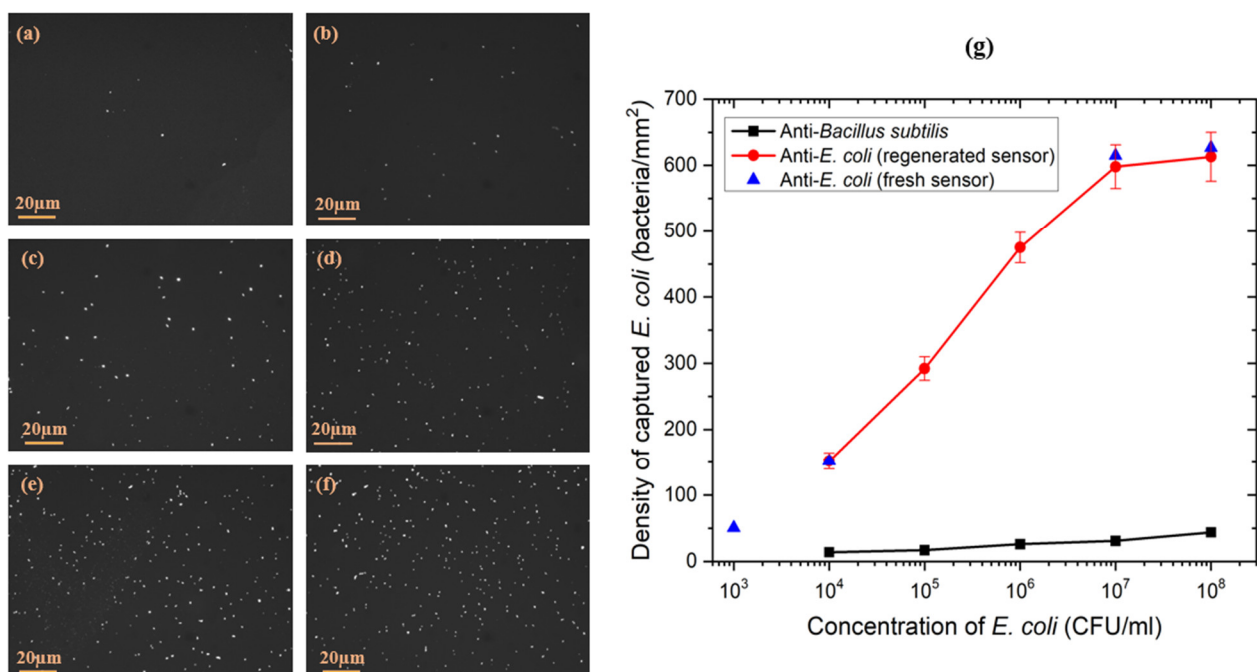 (a)
20µm
(b)
20µm
(c)
20µm
(d)
20µm
(e)
20µm
(f)
20µm
(g)
Density of captured E. coli (bacteria/mm²)
700
600
500
400
300
200
100
0
Anti-Bacillus subtilis
Anti-E. coli (regenerated sensor)
Anti-E. coli (fresh sensor)
10³ 10⁴ 10⁵ 10⁶ 10⁷ 10⁸
Concentration of E. coli (CFU/ml)